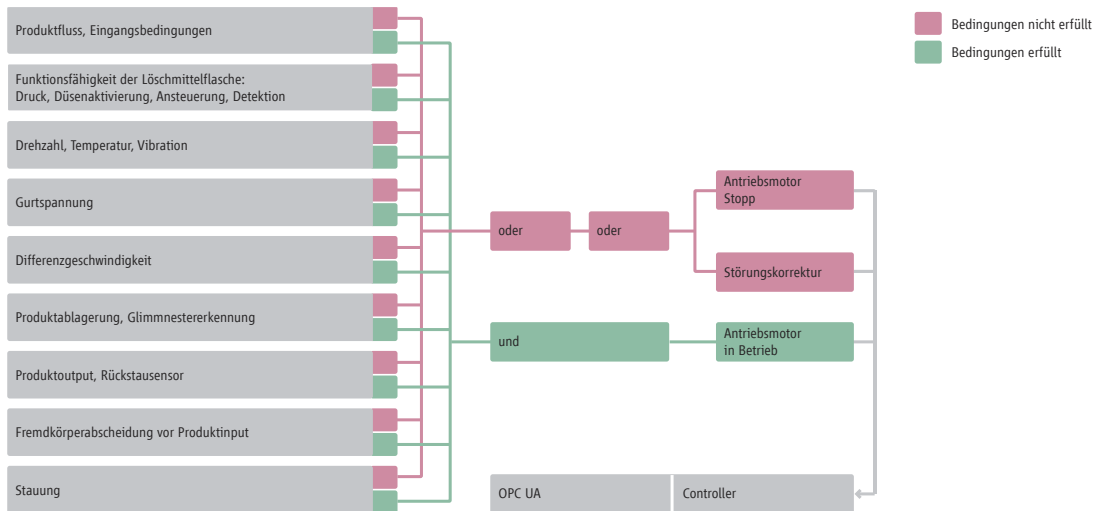 Produktfluss, Eingangsbedingungen
Funktionsfähigkeit der Löschmittelflasche:
Druck, Düsenaktivierung, Ansteuerung, Detektion
Drehzahl, Temperatur, Vibration
Gurtspannung
Differenzgeschwindigkeit
Produktablagerung, Glimmnestererkennung
Produktoutput, Rückstausensor
Fremdkörperabscheidung vor Produktinput
Stauung
oder
oder
und
Antriebsmotor
Stopp
Störungskorrektur
Antriebsmotor
in Betrieb
OPC UA
Controller
Bedingungen nicht erfüllt
Bedingungen erfüllt